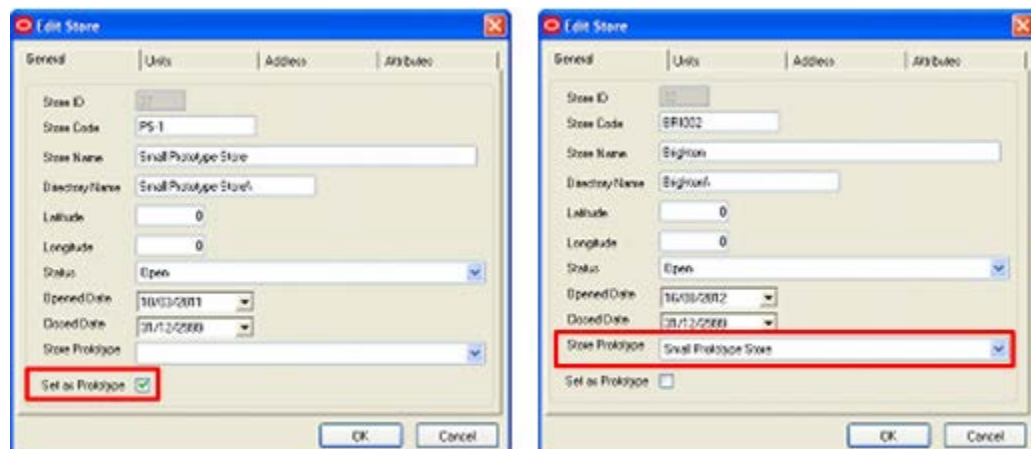 Edit Store
General Units Address Attributes
Store ID
Store Code PS-1
Store Name Small Prototype Store
Directory Name Small Prototype Store\
Latitude 0
Longitude 0
Status Open
Opened Date 2011
Closed Date 31/12/2999
Store Prototype
Set as Prototype
OK Cancel
Edit Store
General Units Address Attributes
Store ID
Store Code BRI002
Store Name Brighton
Directory Name Brighton\
Latitude 0
Longitude 0
Status Open
Opened Date 2012
Closed Date 31/12/2999
Store Prototype Small Prototype Store
Set as Prototype
OK Cancel